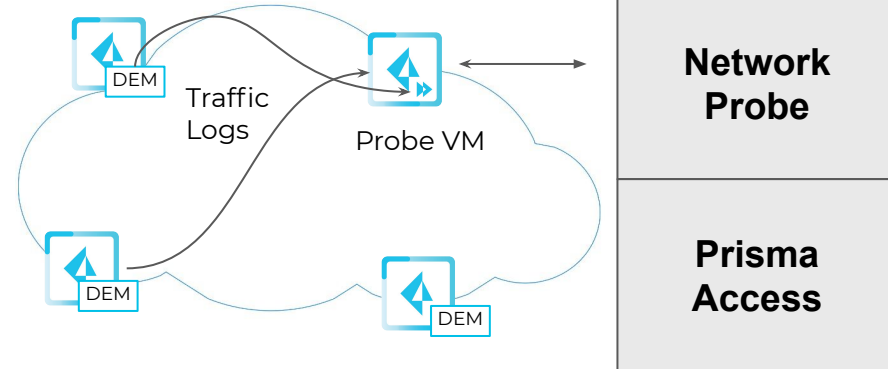 DEM
Traffic
Logs
Probe VM
DEM
DEM
Network
Probe
Prisma
Access